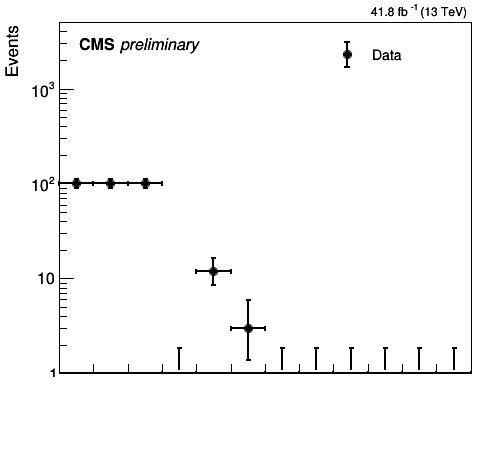 41.8 fb⁻¹ (13 TeV)
CMS preliminary
Data
Events
10³
10²
10
1